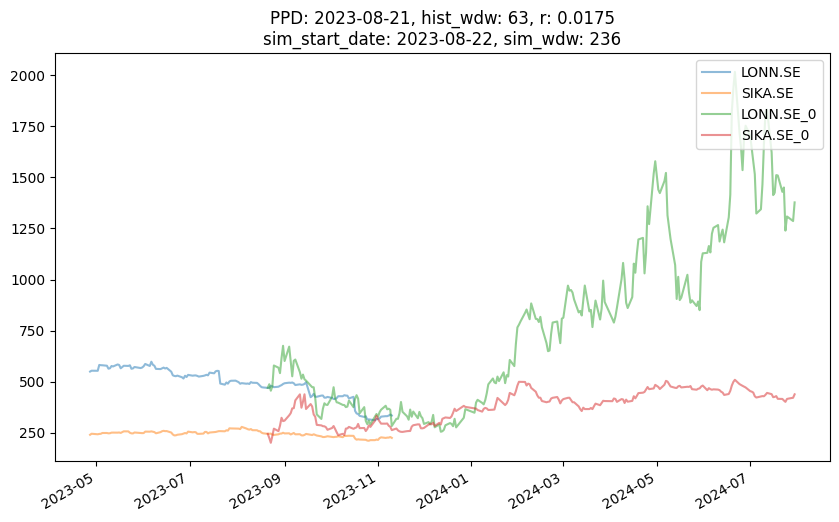 PPD: 2023-08-21, hist_wdw: 63, r: 0.0175
sim_start_date: 2023-08-22, sim_wdw: 236
LONN.SE
SIKA.SE
LONN.SE_0
SIKA.SE_0
2000
1750
1500
1250
1000
750
500
250
2023-05
2023-07
2023-09
2023-11
2024-01
2024-03
2024-05
2024-07